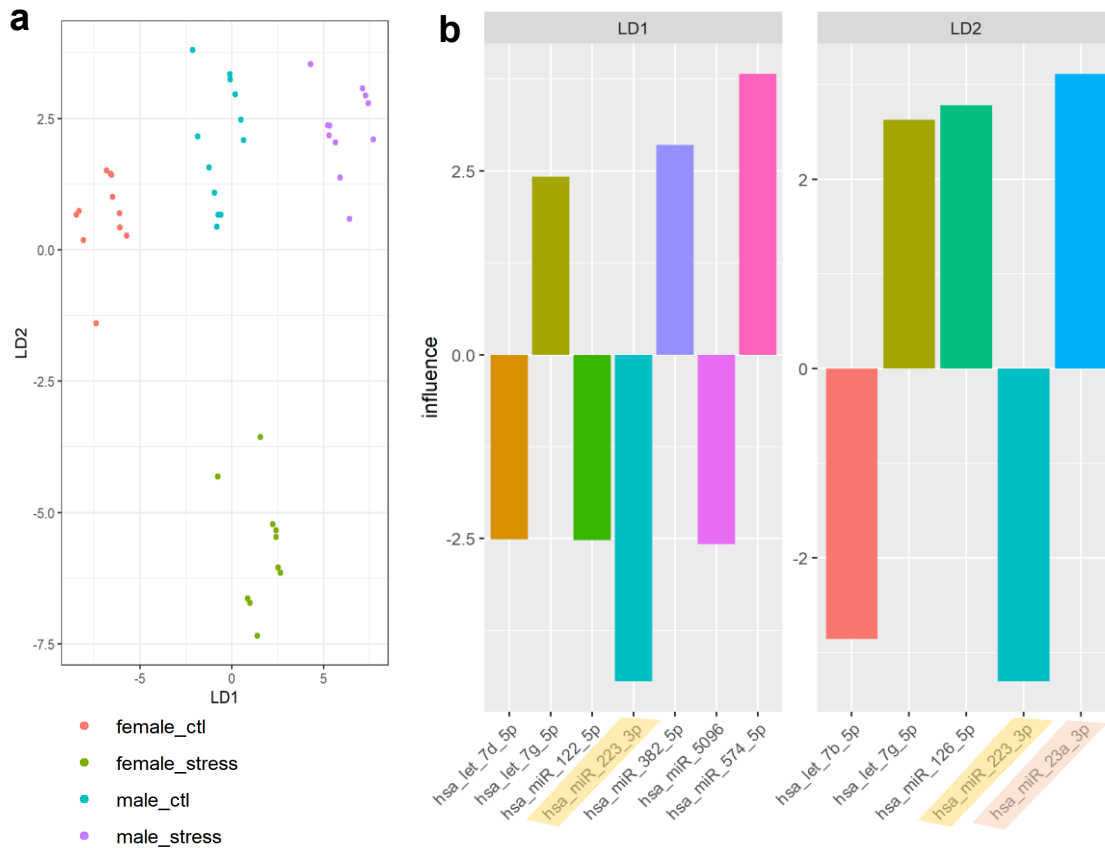 a
2.5
0.0
-2.5
-5.0
-7.5
LD2
-5
0
5
LD1
female_ctl
female_stress
male_ctl
male_stress
b
LD1
LD2
2.5
0.0
-2.5
influence
2
0
-2
hsa_let_7d_5p
hsa_let_7g_5p
hsa_miR_122_5p
hsa_miR_223_3p
hsa_miR_382_5p
hsa_miR_5096
hsa_miR_574_5p
hsa_let_7b_5p
hsa_let_7g_5p
hsa_miR_126_5p
hsa_miR_223_3p
hsa_miR_23a_3p